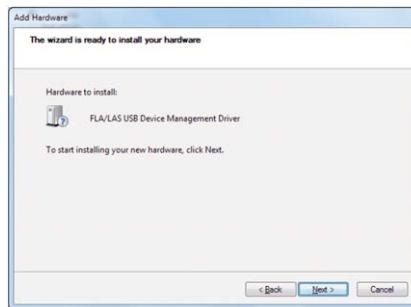 Add Hardware
The wizard is ready to install your hardware
Hardware to install:
FLA/LAS USB Device Management Driver
To start installing your new hardware, click Next.
< Back
Next >
Cancel